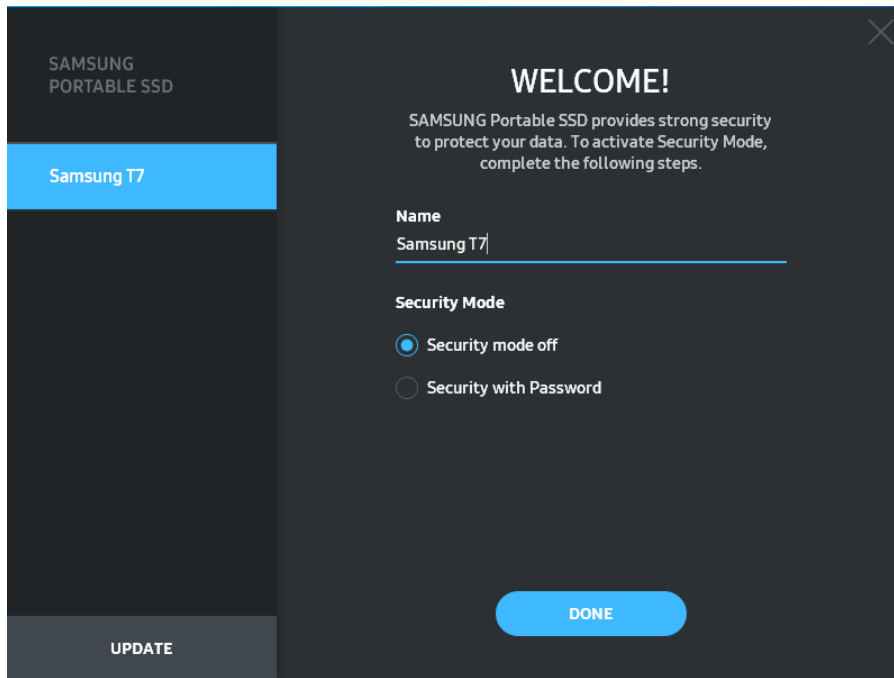 SAMSUNG
PORTABLE SSD
Samsung T7
UPDATE
WELCOME!
SAMSUNG Portable SSD provides strong security
to protect your data. To activate Security Mode,
complete the following steps.
Name
Samsung T7
Security Mode
Security mode off
Security with Password
DONE